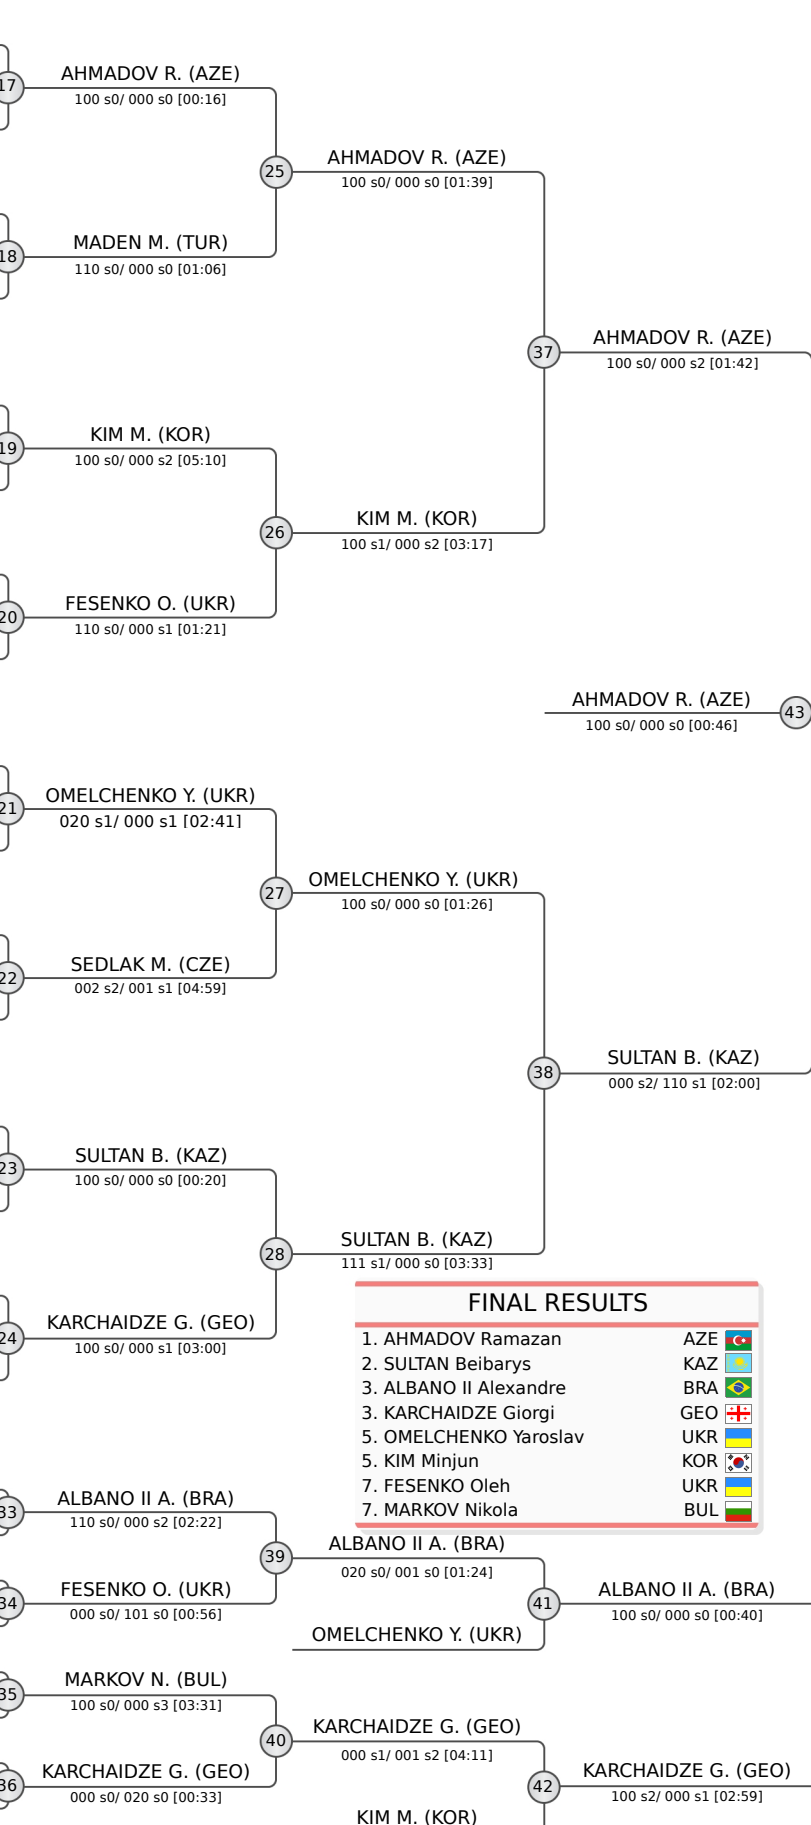 AHMADOV R. (AZE)
17
100 s0/ 000 s0 [00:16]
AHMADOV R. (AZE)
25
100 s0/ 000 s0 [01:39]
MADEN M. (TUR)
18
110 s0/ 000 s0 [01:06]
AHMADOV R. (AZE)
37
100 s0/ 000 s2 [01:42]
KIM M. (KOR)
19
100 s0/ 000 s2 [05:10]
KIM M. (KOR)
26
100 s1/ 000 s2 [03:17]
FESENKO O. (UKR)
20
110 s0/ 000 s1 [01:21]
AHMADOV R. (AZE)
43
100 s0/ 000 s0 [00:46]
OMELCHENKO Y. (UKR)
21
020 s1/ 000 s1 [02:41]
OMELCHENKO Y. (UKR)
27
100 s0/ 000 s0 [01:26]
SEDLAK M. (CZE)
22
002 s2/ 001 s1 [04:59]
SULTAN B. (KAZ)
38
000 s2/ 110 s1 [02:00]
SULTAN B. (KAZ)
23
100 s0/ 000 s0 [00:20]
SULTAN B. (KAZ)
28
111 s1/ 000 s0 [03:33]
KARCHAIDZE G. (GEO)
24
100 s0/ 000 s1 [03:00]
FINAL RESULTS
1. AHMADOV Ramazan AZE
2. SULTAN Beibarys KAZ
3. ALBANO II Alexandre BRA
3. KARCHAIDZE Giorgi GEO
5. OMELCHENKO Yaroslav UKR
5. KIM Minjun KOR
7. FESENKO Oleh UKR
7. MARKOV Nikola BUL
ALBANO II A. (BRA)
33
110 s0/ 000 s2 [02:22]
ALBANO II A. (BRA)
39
020 s0/ 001 s0 [01:24]
FESENKO O. (UKR)
34
000 s0/ 101 s0 [00:56]
ALBANO II A. (BRA)
41
100 s0/ 000 s0 [00:40]
OMELCHENKO Y. (UKR)
MARKOV N. (BUL)
35
100 s0/ 000 s3 [03:31]
KARCHAIDZE G. (GEO)
40
000 s1/ 001 s2 [04:11]
KARCHAIDZE G. (GEO)
36
000 s0/ 020 s0 [00:33]
KARCHAIDZE G. (GEO)
42
100 s2/ 000 s1 [02:59]
KIM M. (KOR)